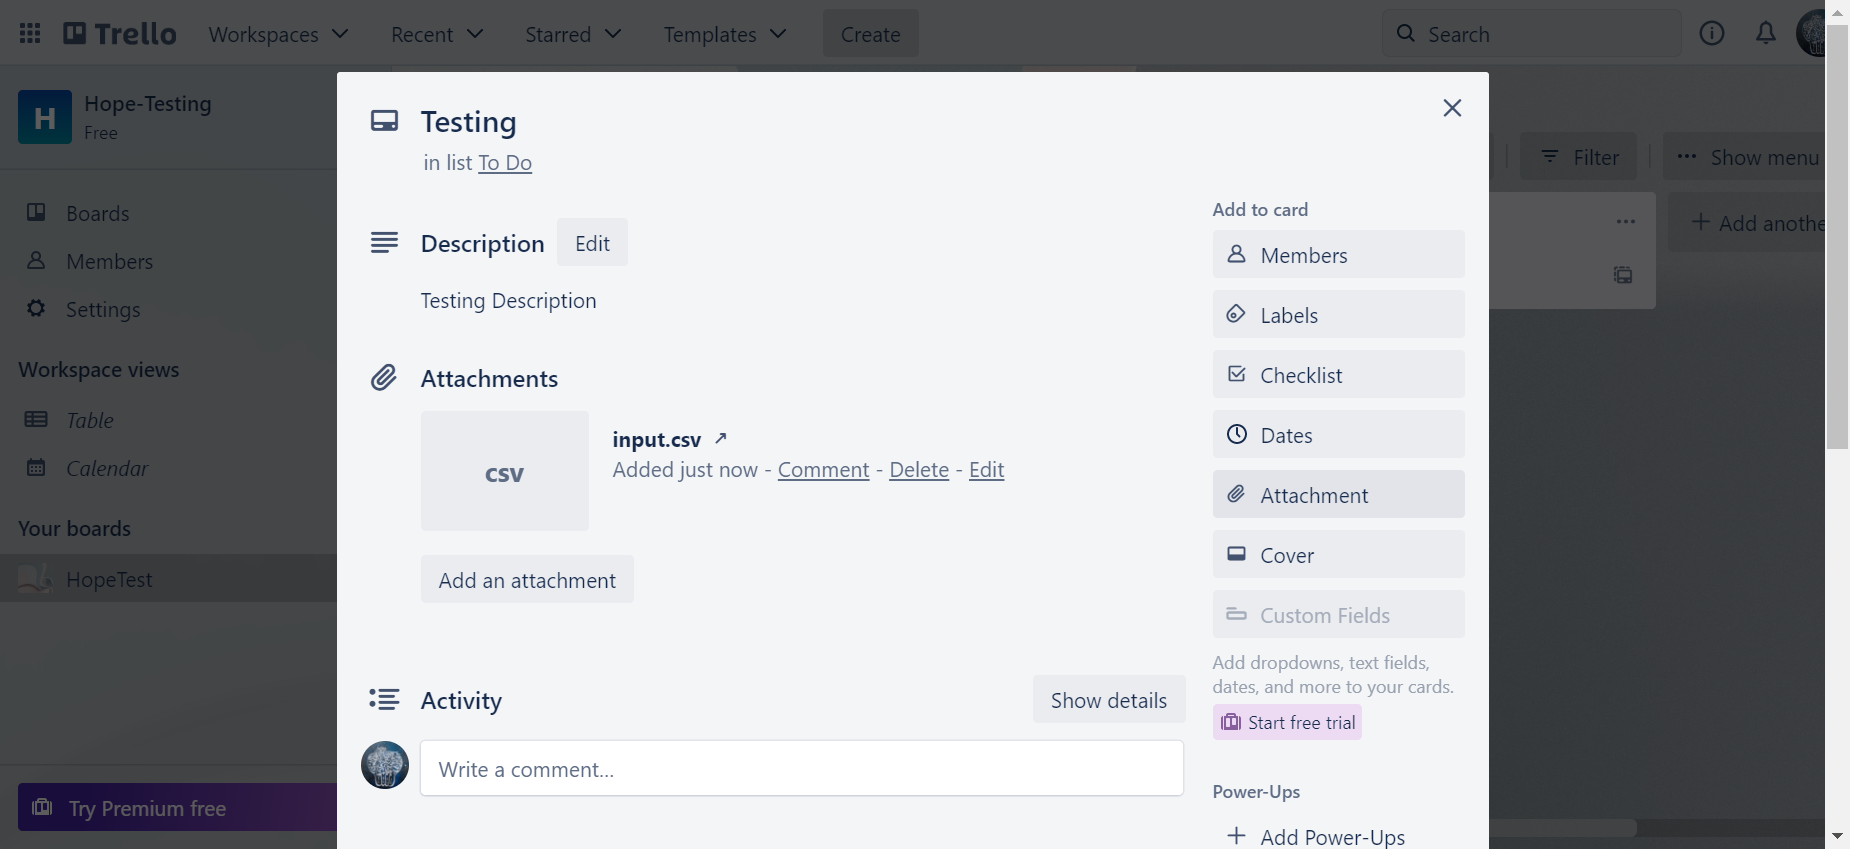 Trello
Workspaces
Recent
Starred
Templates
Create
Search
H
Hope-Testing
Free
Boards
Members
Settings
Workspace views
Table
Calendar
Your boards
HopeTest
Try Premium free
Filter
Show menu
Add anothe
Testing
in list To Do
Description
Edit
Testing Description
Attachments
csv
input.csv
Added just now - Comment - Delete - Edit
Add an attachment
Activity
Show details
Write a comment...
Add to card
Members
Labels
Checklist
Dates
Attachment
Cover
Custom Fields
Add dropdowns, text fields,
dates, and more to your cards.
Start free trial
Power-Ups
Add Power-Ups